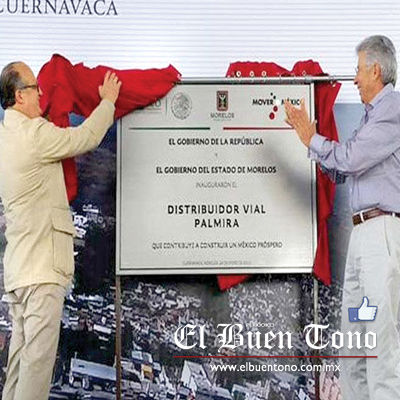 CUERNAVACA
MORELOS
MOVER MÉXICO
EL GOBIERNO DE LA REPÚBLICA
Y
EL GOBIERNO DEL ESTADO DE MORELOS
INAUGURARON EL
DISTRIBUIDOR VIAL
PALMIRA
QUE CONTRIBUYE A CONSTRUIR UN MÉXICO PRÓSPERO
El Buen Tono
www.elbuentono.com.mx